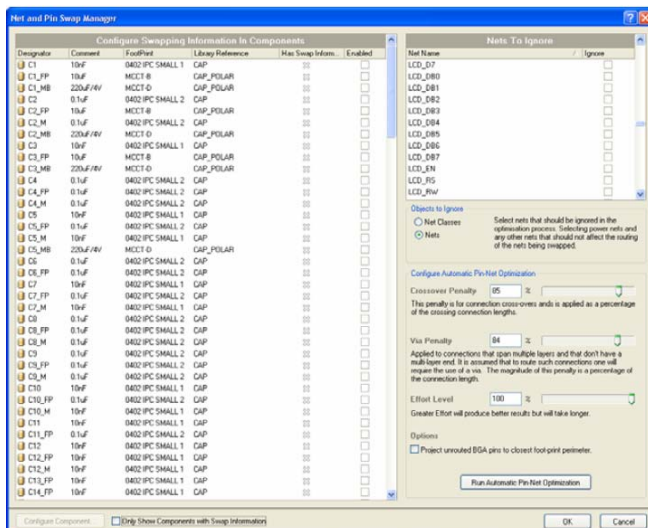 Net and Pin Swap Manager
Configure Swapping Information In Components
Designator Comment FootPrint Library Reference Has Swap Inform... Enabled
C1 10nF 0402 IPC SMALL 1 CAP
C1_FP 10uF MCCT-B CAP_POLAR
C1_MB 220uF/4V MCCT-D CAP_POLAR
C2 0.1uF 0402 IPC SMALL 2 CAP
C2_FP 10uF MCCT-B CAP_POLAR
C2_M 0.1uF 0402 IPC SMALL 2 CAP
C2_MB 220uF/4V MCCT-D CAP_POLAR
C3 10nF 0402 IPC SMALL 1 CAP
C3_FP 10uF MCCT-B CAP_POLAR
C3_MB 220uF/4V MCCT-D CAP_POLAR
C4 0.1uF 0402 IPC SMALL 2 CAP
C4_FP 0.1uF 0402 IPC SMALL 2 CAP
C4_M 0.1uF 0402 IPC SMALL 2 CAP
C5 10nF 0402 IPC SMALL 1 CAP
C5_FP 0.1uF 0402 IPC SMALL 2 CAP
C5_M 10nF 0402 IPC SMALL 1 CAP
C5_MB 220uF/4V MCCT-D CAP_POLAR
C6 0.1uF 0402 IPC SMALL 2 CAP
C6_FP 0.1uF 0402 IPC SMALL 2 CAP
C7 10nF 0402 IPC SMALL 1 CAP
C7_FP 0.1uF 0402 IPC SMALL 2 CAP
C7_M 10nF 0402 IPC SMALL 1 CAP
C8 0.1uF 0402 IPC SMALL 2 CAP
C8_FP 0.1uF 0402 IPC SMALL 2 CAP
C8_M 0.1uF 0402 IPC SMALL 2 CAP
C9 0.1uF 0402 IPC SMALL 2 CAP
C9_FP 0.1uF 0402 IPC SMALL 2 CAP
C9_M 0.1uF 0402 IPC SMALL 2 CAP
C10 10nF 0402 IPC SMALL 1 CAP
C10_FP 0.1uF 0402 IPC SMALL 2 CAP
C10_M 10nF 0402 IPC SMALL 1 CAP
C11 10nF 0402 IPC SMALL 1 CAP
C11_FP 0.1uF 0402 IPC SMALL 2 CAP
C12 10nF 0402 IPC SMALL 1 CAP
C12_FP 10nF 0402 IPC SMALL 1 CAP
C12_M 10nF 0402 IPC SMALL 1 CAP
C13_FP 10nF 0402 IPC SMALL 1 CAP
C14_FP 10nF 0402 IPC SMALL 1 CAP
Configure Component
Only Show Components with Swap Information
Nets To Ignore
Net Name / Ignore
LCD_D7
LCD_DB0
LCD_DB1
LCD_DB2
LCD_DB3
LCD_DB4
LCD_DB5
LCD_DB6
LCD_DB7
LCD_EN
LCD_RS
LCD_RW
Objects to Ignore
Net Classes
Nets
Select nets that should be ignored in the
optimisation process. Selecting power nets and
any other nets that should not affect the routing
of the nets being swapped.
Configure Automatic Pin-Net Optimization
Crossover Penalty 85 %
This penalty is for connection cross-overs ands is applied as a percentage
of the crossing connection lengths.
Via Penalty 84 %
Applied to connections that span multiple layers and that don't have a
multi-layer end. It is assumed that to route such connections one will
require the use of a via. The magnitude of this penalty is a percentage of
the connection length.
Effort Level 100 %
Greater Effort will produce better results but will take longer.
Options
Project unrouted BGA pins to closest foot-print perimeter.
Run Automatic Pin-Net Optimization
OK Cancel